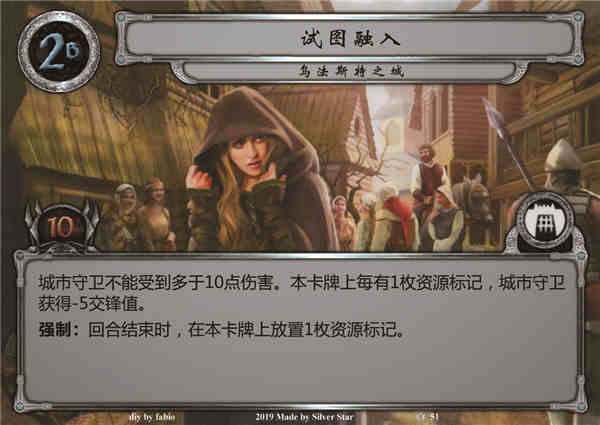 2B
试图融入
乌法斯特之城
10
城市守卫不能受到多于10点伤害。本卡牌上每有1枚资源标记，城市守卫
获得-5交锋值。
强制：回合结束时，在本卡牌上放置1枚资源标记。
diy by fabio 2019 Made by Silver Star 51